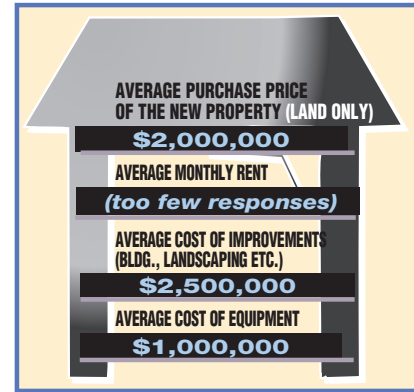 AVERAGE PURCHASE PRICE
OF THE NEW PROPERTY (LAND ONLY)
$2,000,000
AVERAGE MONTHLY RENT
(too few responses)
AVERAGE COST OF IMPROVEMENTS
(BLDG., LANDSCAPING ETC.)
$2,500,000
AVERAGE COST OF EQUIPMENT
$1,000,000